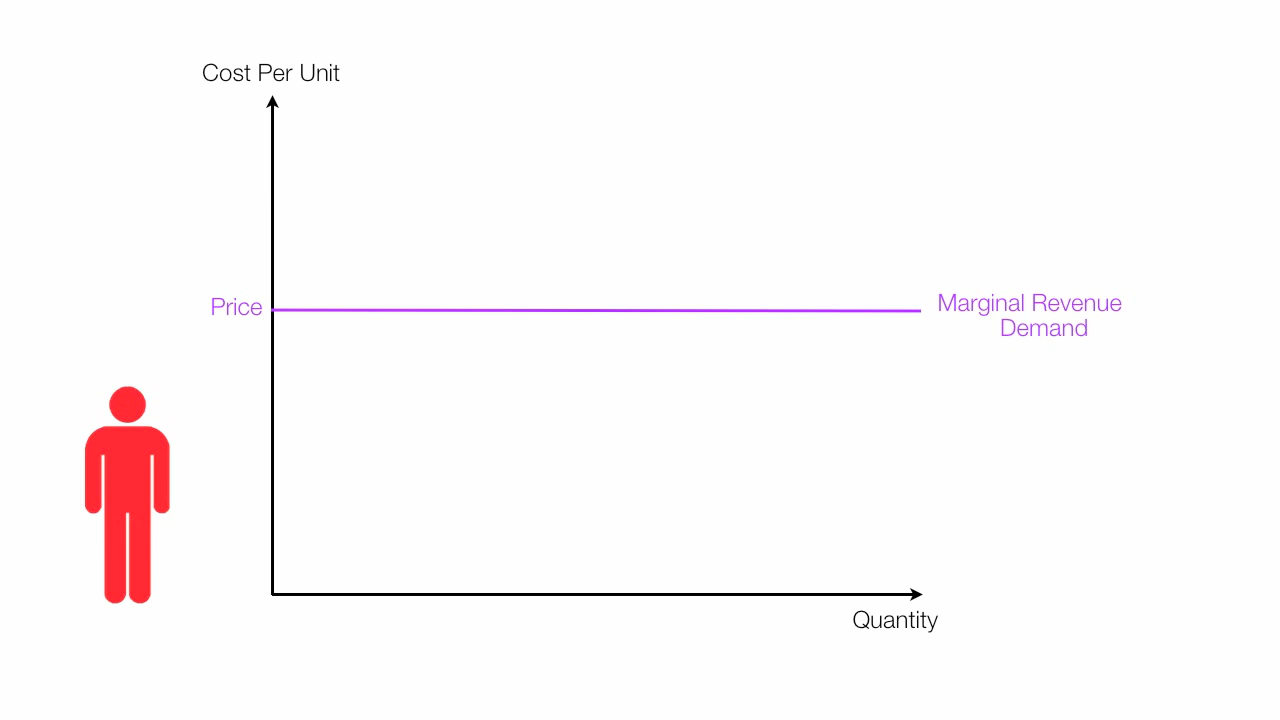 Cost Per Unit
Price
Marginal Revenue
Demand
Quantity